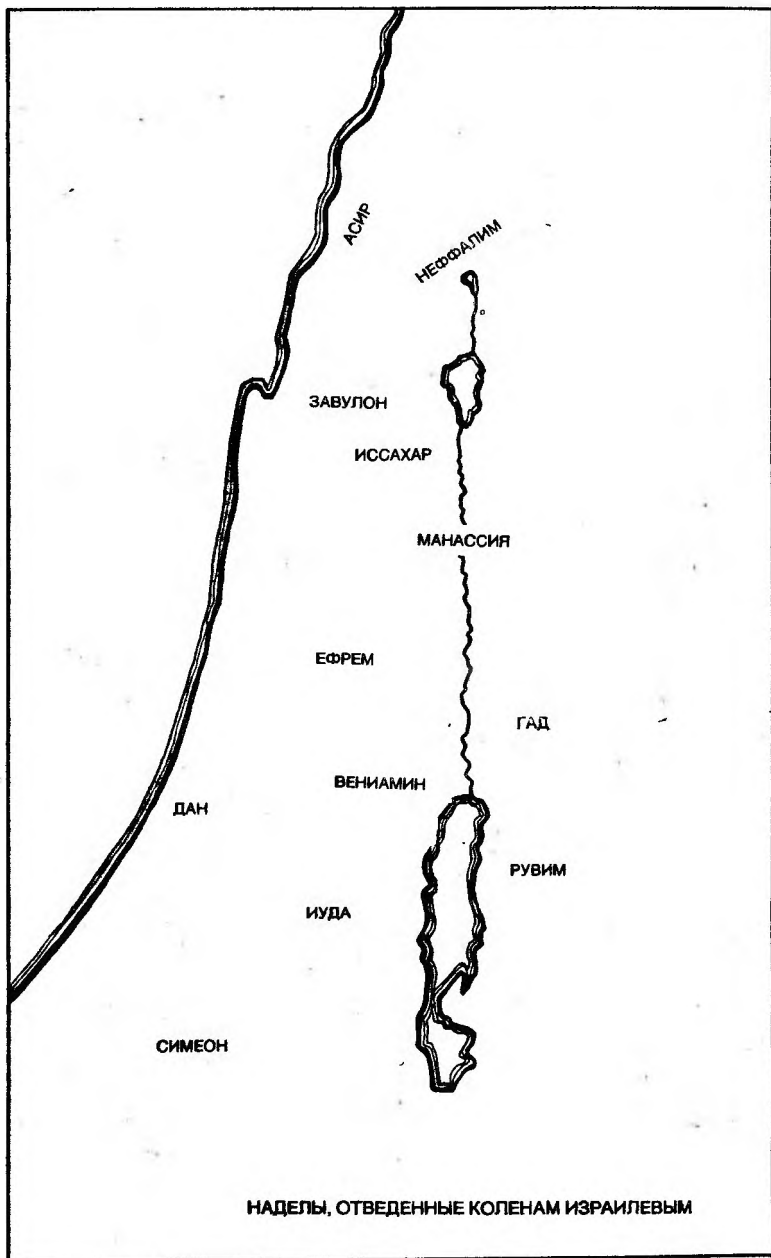 АСИР
НЕФФАЛИМ
ЗАВУЛОН
ИССАХАР
МАНАССИЯ
ЕФРЕМ
ГАД
ВЕНИАМИН
ДАН
РУВИМ
ИУДА
СИМЕОН
НАДЕЛЫ, ОТВЕДЕННЫЕ КОЛЕНАМ ИЗРАИЛЕВЫМ